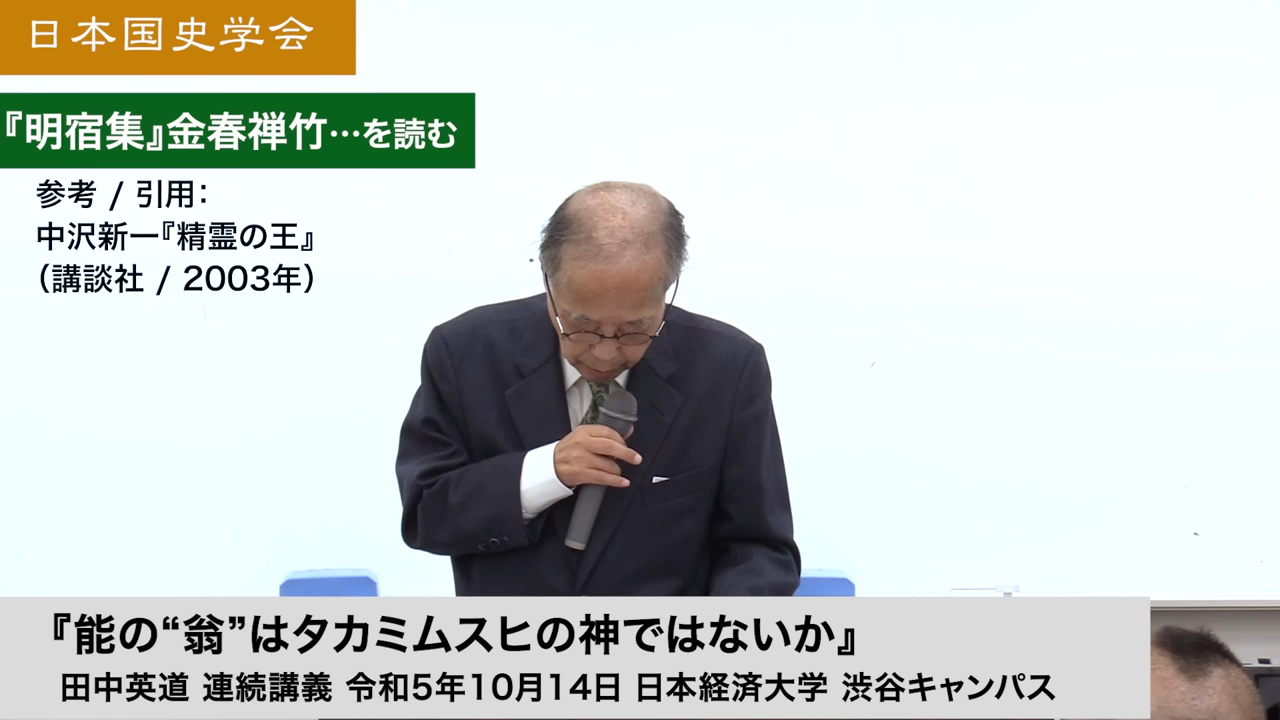 日本国史学会
『明宿集』金春禅竹…を読む
参考 / 引用：
中沢新一『精霊の王』
（講談社 / 2003年）
『能の“翁”はタカミムスヒの神ではないか』
田中英道 連続講義 令和5年10月14日 日本経済大学 渋谷キャンパス